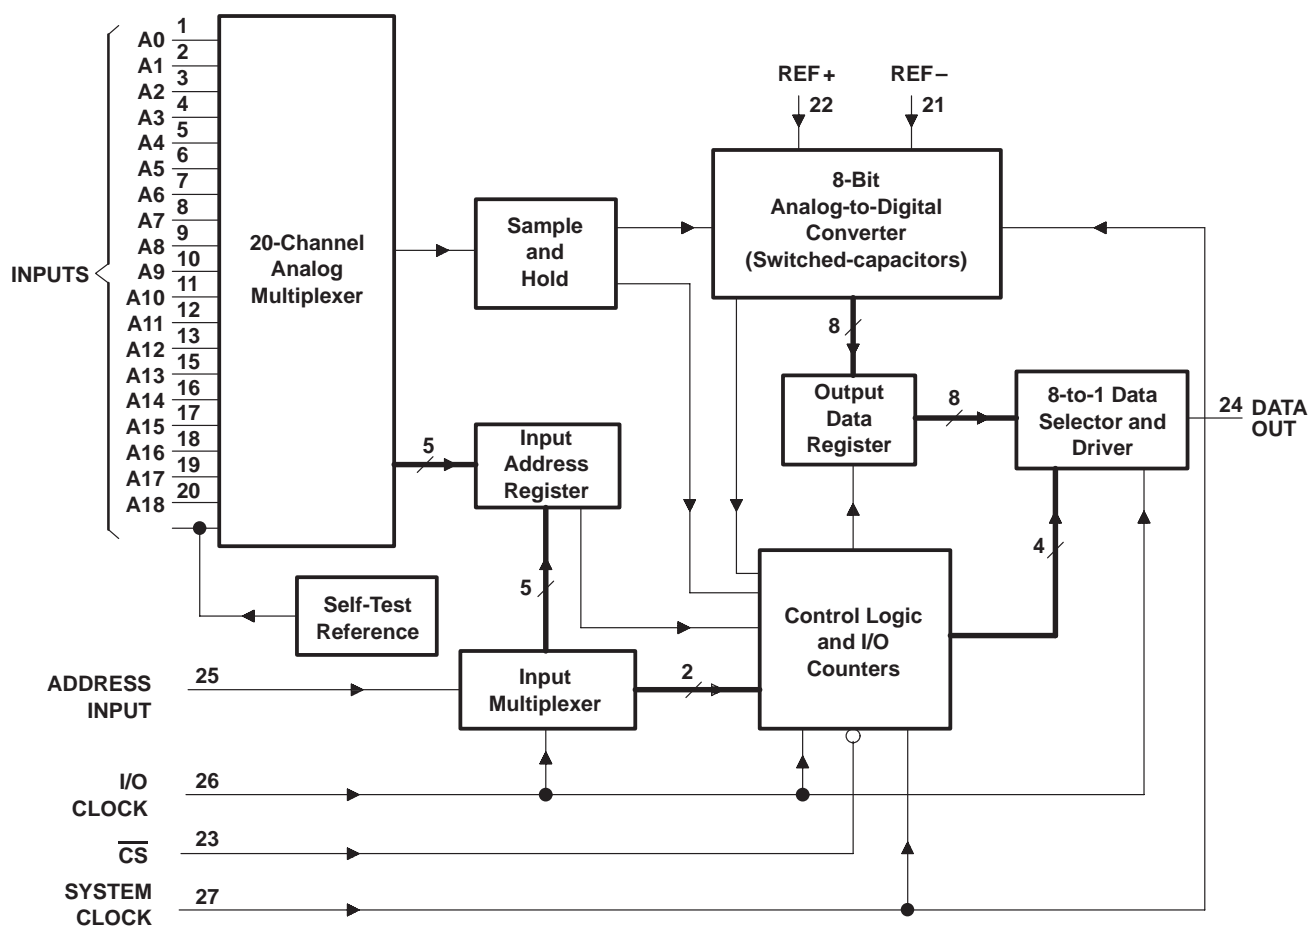 INPUTS
A0 1
A1 2
A2 3
A3 4
A4 5
A5 6
A6 7
A7 8
A8 9
A9 10
A10 11
A11 12
A12 13
A13 15
A14 16
A15 17
A16 18
A17 19
A18 20
20-Channel
Analog
Multiplexer
Sample
and
Hold
REF+
22
REF–
21
8-Bit
Analog-to-Digital
Converter
(Switched-capacitors)
8
Output
Data
Register
8
8-to-1 Data
Selector and
Driver
24 DATA
OUT
5
Input
Address
Register
5
4
Self-Test
Reference
Control Logic
and I/O
Counters
ADDRESS
INPUT
25
Input
Multiplexer
2
I/O
CLOCK
26
CS
23
SYSTEM
CLOCK
27